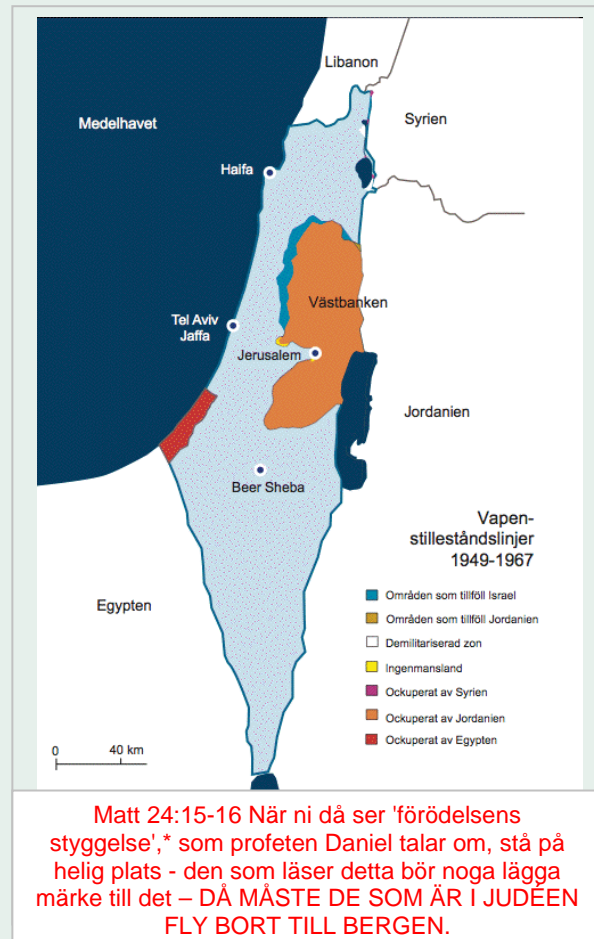 Libanon
Medelhavet
Syrien
Haifa
Västbanken
Tel Aviv
Jaffa
Jerusalem
Jordanien
Beer Sheba
Vapen-
stilleståndslinjer
1949-1967
Egypten
Områden som tillföll Israel
Områden som tillföll Jordanien
Demilitariserad zon
Ingenmansland
Ockuperat av Syrien
Ockuperat av Jordanien
Ockuperat av Egypten
0 40 km
Matt 24:15-16 När ni då ser 'förödelsens
styggelse',* som profeten Daniel talar om, stå på
helig plats - den som läser detta bör noga lägga
märke till det – DÅ MÅSTE DE SOM ÄR I JUDÉEN
FLY BORT TILL BERGEN.